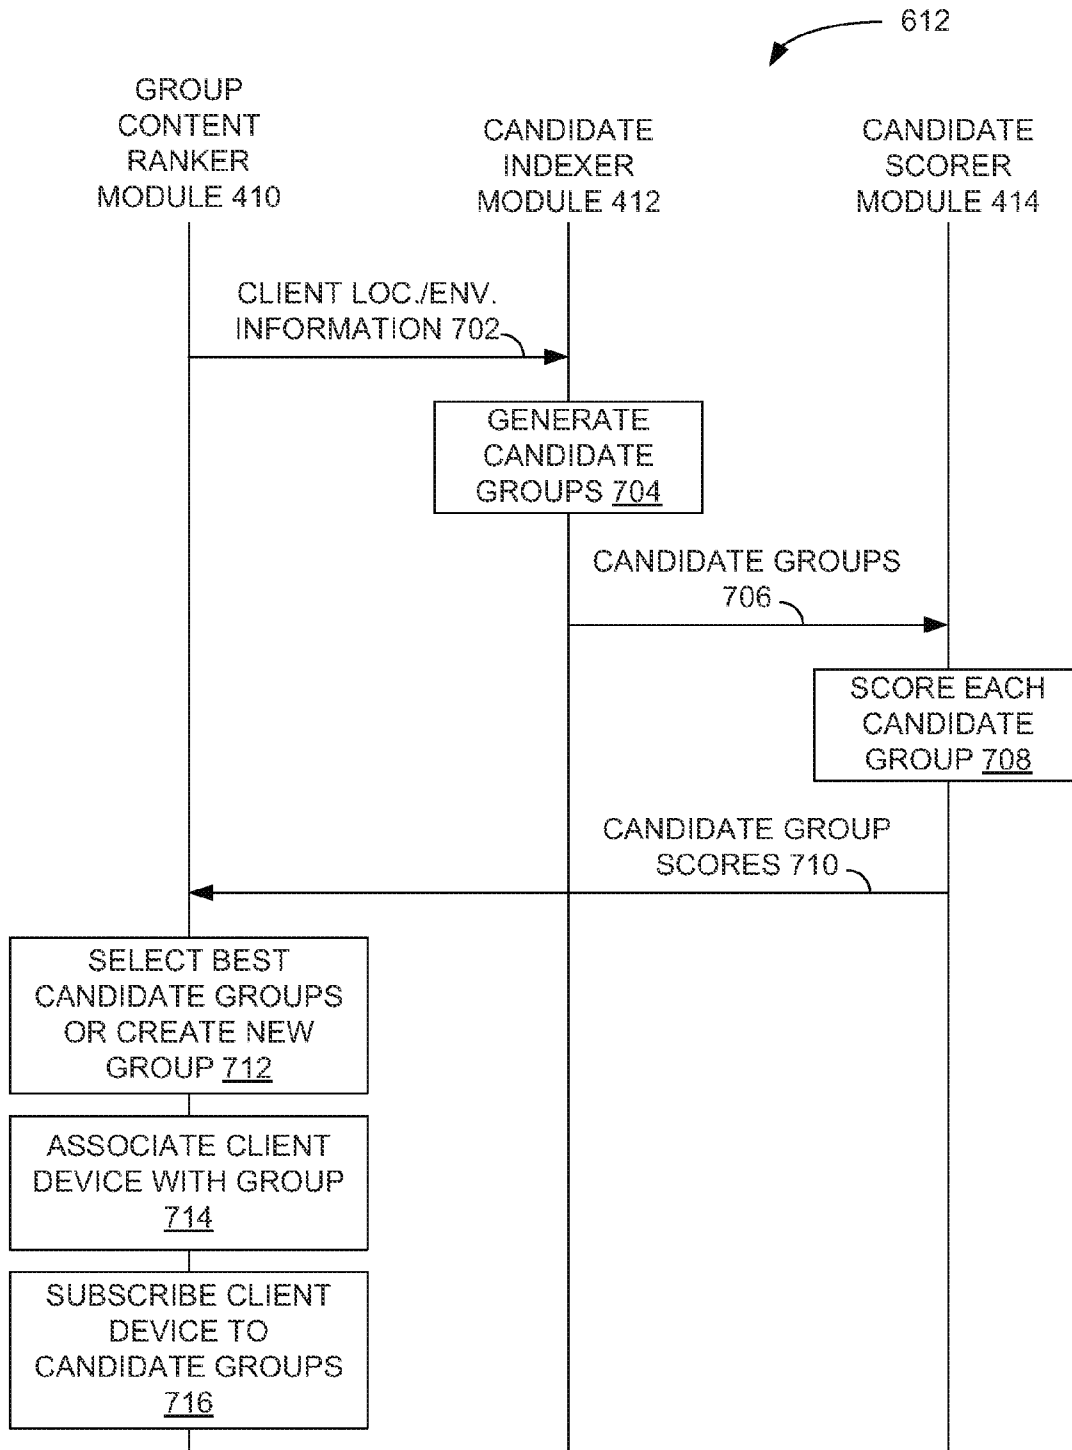 612
GROUP
CONTENT
RANKER
MODULE 410
CANDIDATE
INDEXER
MODULE 412
CANDIDATE
SCORER
MODULE 414
CLIENT LOC./ENV.
INFORMATION 702
GENERATE
CANDIDATE
GROUPS 704
CANDIDATE GROUPS
706
SCORE EACH
CANDIDATE
GROUP 708
CANDIDATE GROUP
SCORES 710
SELECT BEST
CANDIDATE GROUPS
OR CREATE NEW
GROUP 712
ASSOCIATE CLIENT
DEVICE WITH GROUP
714
SUBSCRIBE CLIENT
DEVICE TO
CANDIDATE GROUPS
716